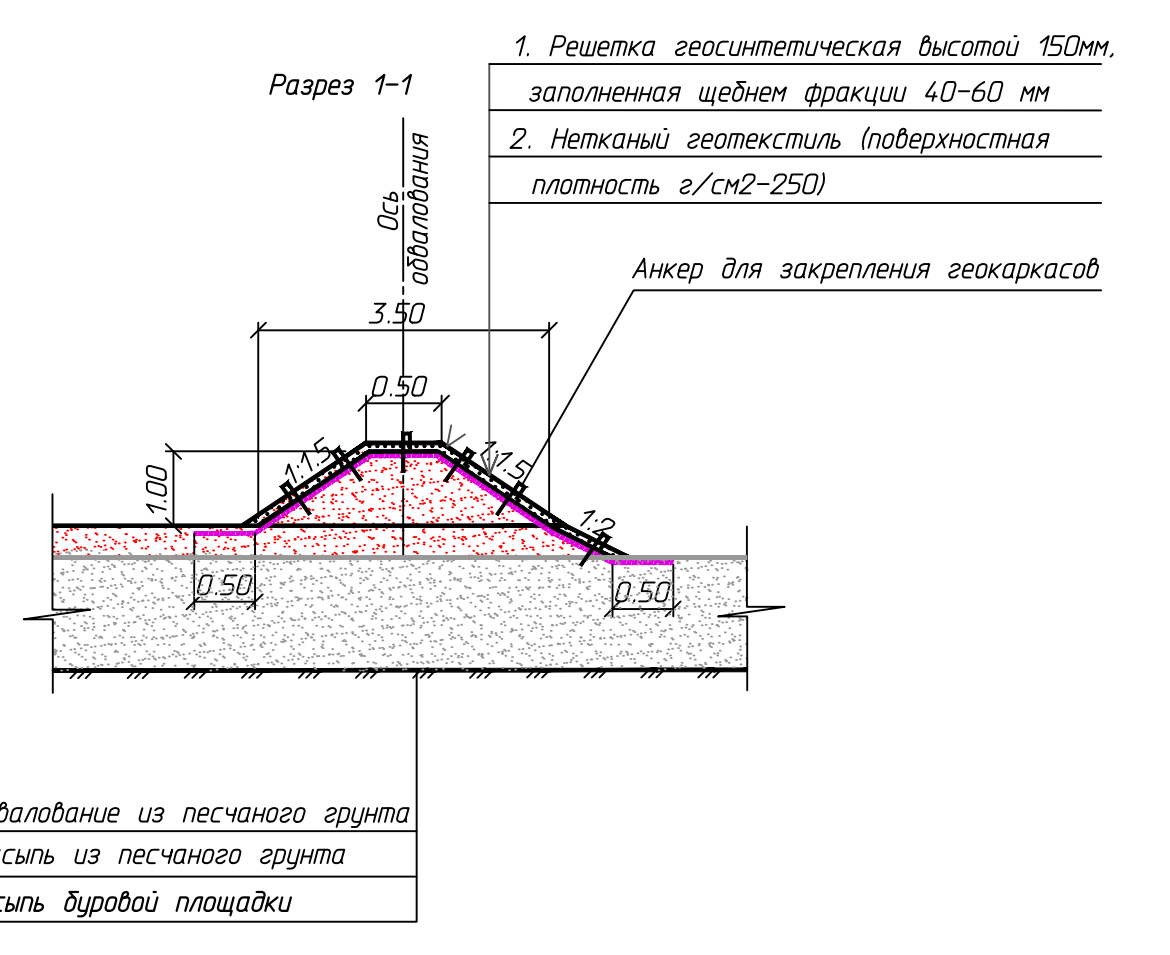 1. Решетка геосинтетическая высотой 150мм,
заполненная щебнем фракции 40-60 мм
2. Нетканый геотекстиль (поверхностная
плотность г/см2-250)
Разрез 1-1
Ось
обвалования
Анкер для закрепления геокаркасов
3.50
0.50
1:1.5
1:1.5
1.00
1:2
0.50
0.50
валование из песчаного грунта
сыпь из песчаного грунта
сыпь буровой площадки